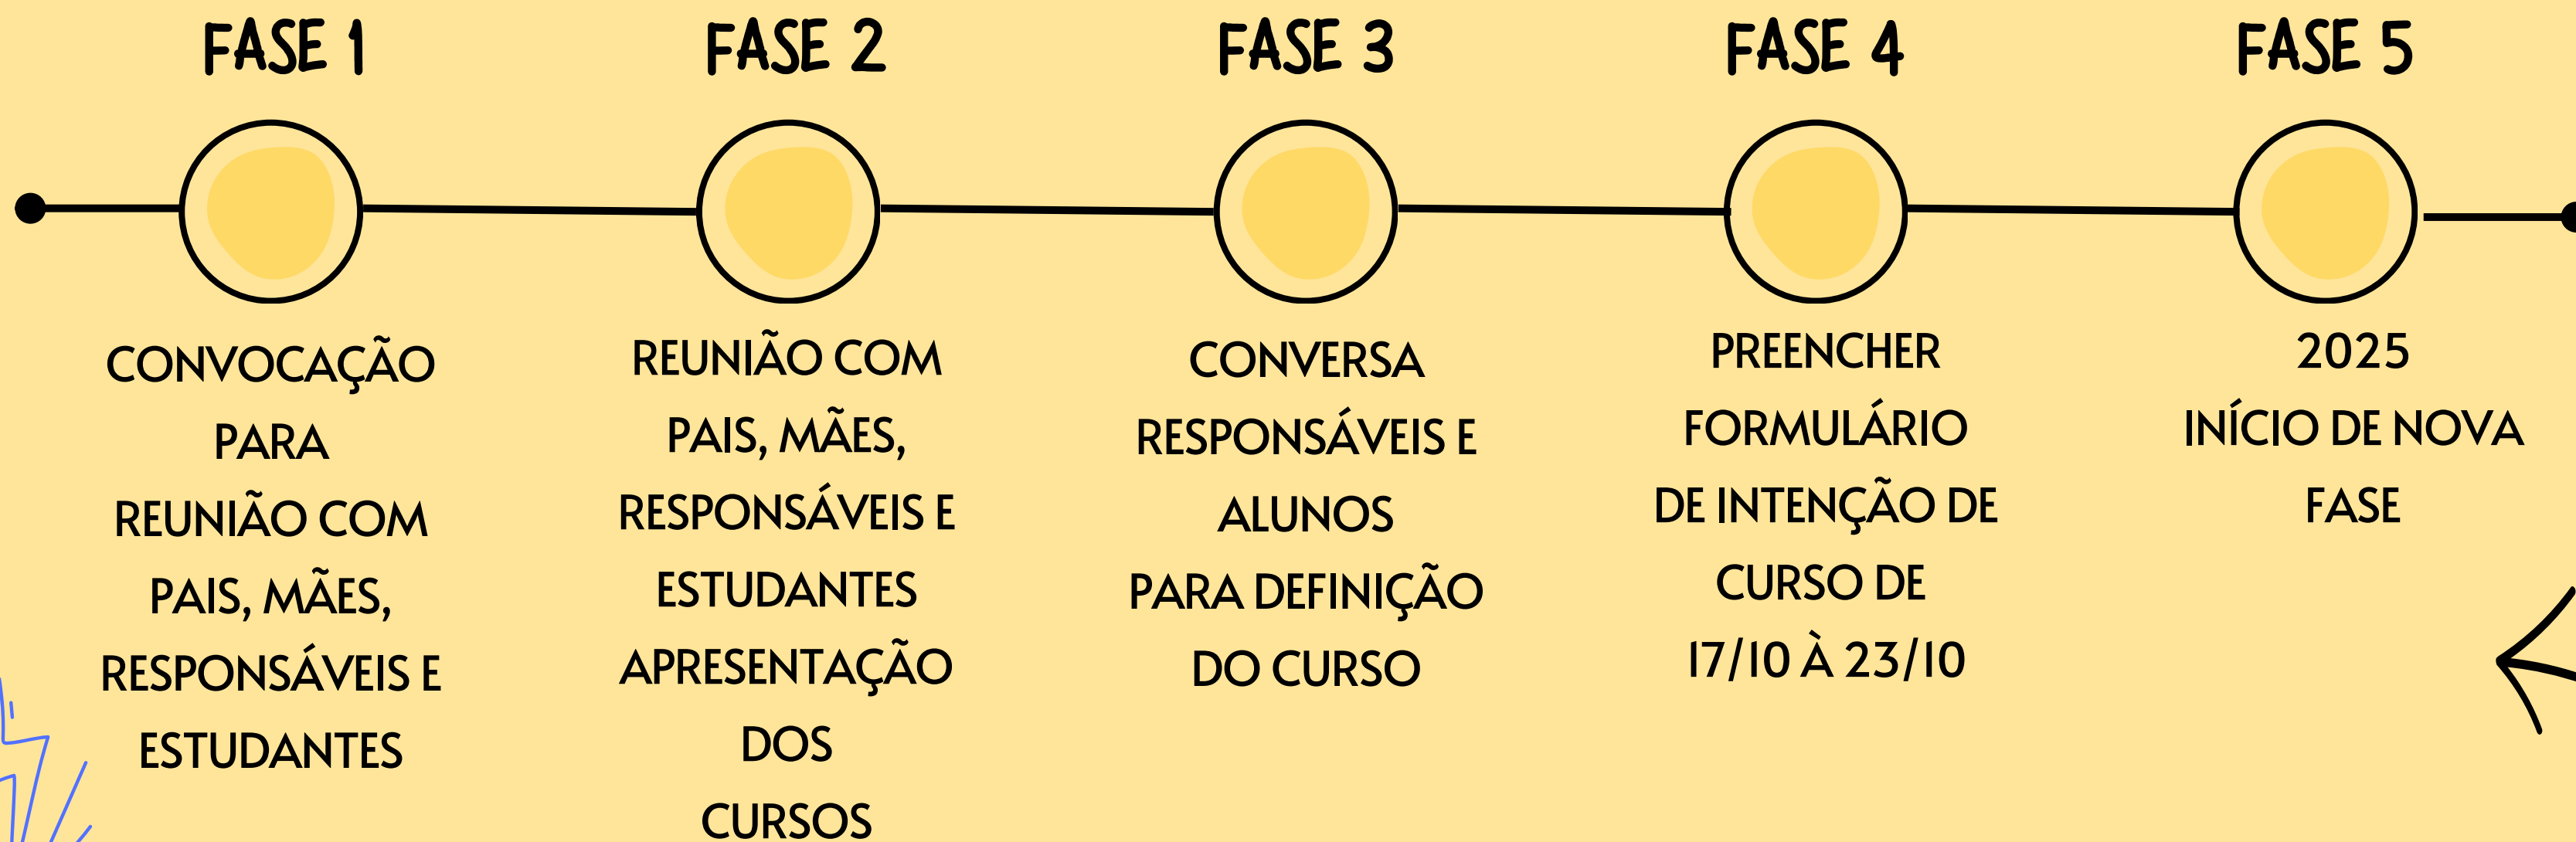 FASE 1
CONVOCAÇÃO
PARA
REUNIÃO COM
PAIS, MÃES,
RESPONSÁVEIS E
ESTUDANTES
FASE 2
REUNIÃO COM
PAIS, MÃES,
RESPONSÁVEIS E
ESTUDANTES
APRESENTAÇÃO
DOS
CURSOS
FASE 3
CONVERSA
RESPONSÁVEIS E
ALUNOS
PARA DEFINIÇÃO
DO CURSO
FASE 4
PREENCHER
FORMULÁRIO
DE INTENÇÃO DE
CURSO DE
17/10 À 23/10
FASE 5
2025
INÍCIO DE NOVA
FASE